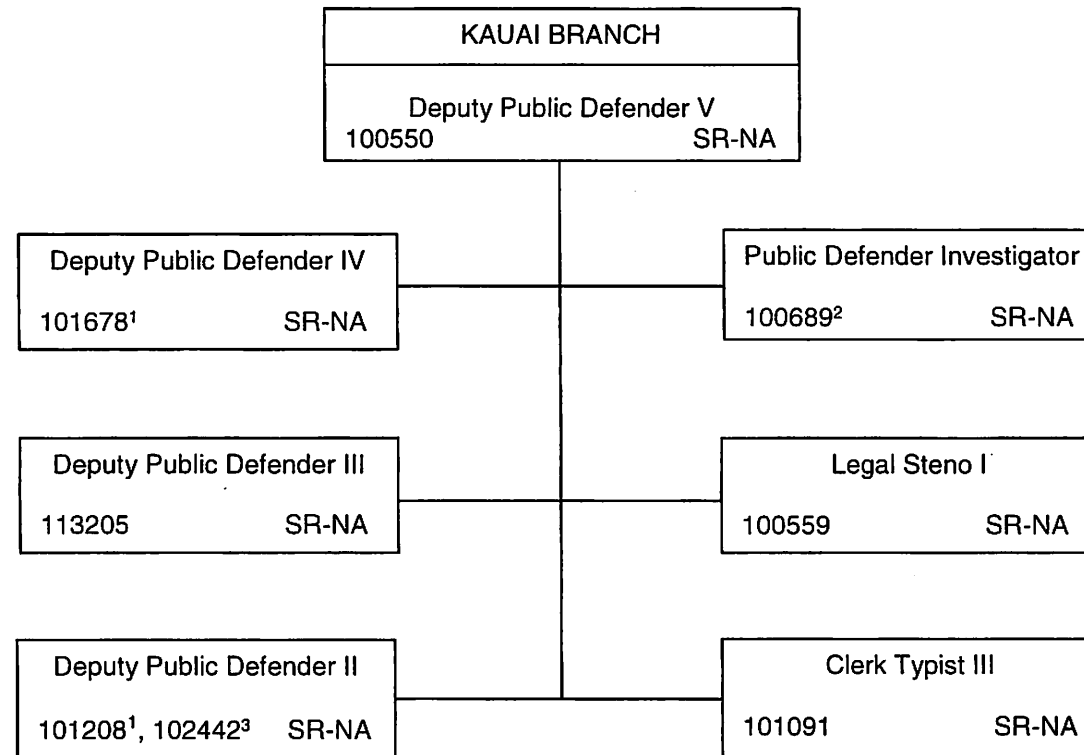 KAUAI BRANCH
Deputy Public Defender V
100550 SR-NA
Deputy Public Defender IV
101678¹ SR-NA
Public Defender Investigator
100689² SR-NA
Deputy Public Defender III
113205 SR-NA
Legal Steno I
100559 SR-NA
Deputy Public Defender II
101208¹, 102442³ SR-NA
Clerk Typist III
101091 SR-NA